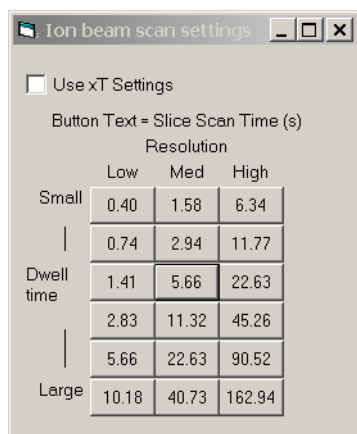 Ion beam scan settings
Use xT Settings
Button Text = Slice Scan Time (s)
Resolution
Low Med High
Small 0.40 1.58 6.34
0.74 2.94 11.77
Dwell time 1.41 5.66 22.63
2.83 11.32 45.26
5.66 22.63 90.52
Large 10.18 40.73 162.94